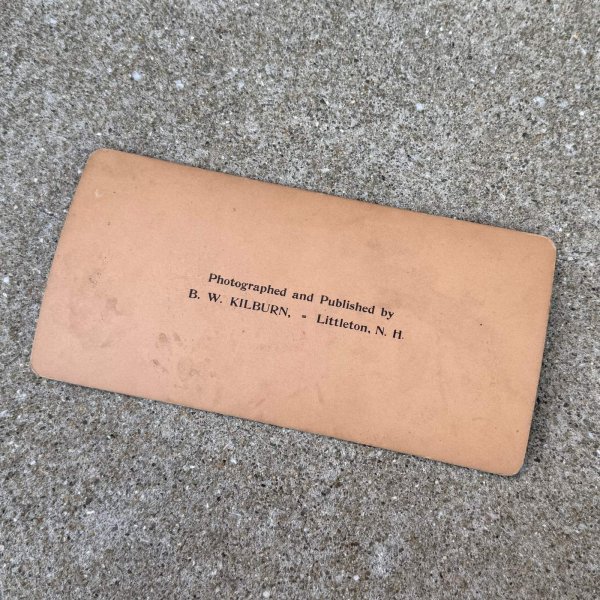 Photographed and Published by
B. W. KILBURN, = Littleton, N. H.